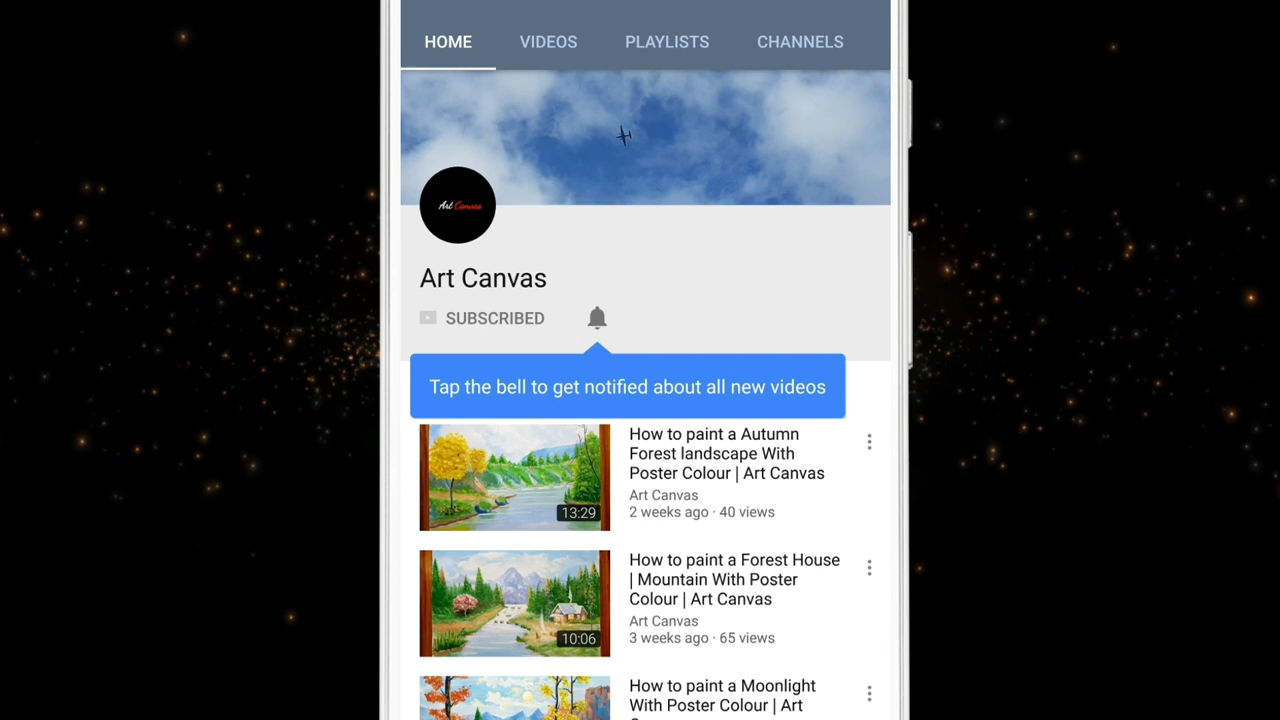 HOME VIDEOS PLAYLISTS CHANNELS
Art Canvas
Art Canvas
SUBSCRIBED
Tap the bell to get notified about all new videos
How to paint a Autumn
Forest landscape With
Poster Colour | Art Canvas
Art Canvas
2 weeks ago · 40 views
13:29
How to paint a Forest House
| Mountain With Poster
Colour | Art Canvas
Art Canvas
3 weeks ago · 65 views
10:06
How to paint a Moonlight
With Poster Colour | Art